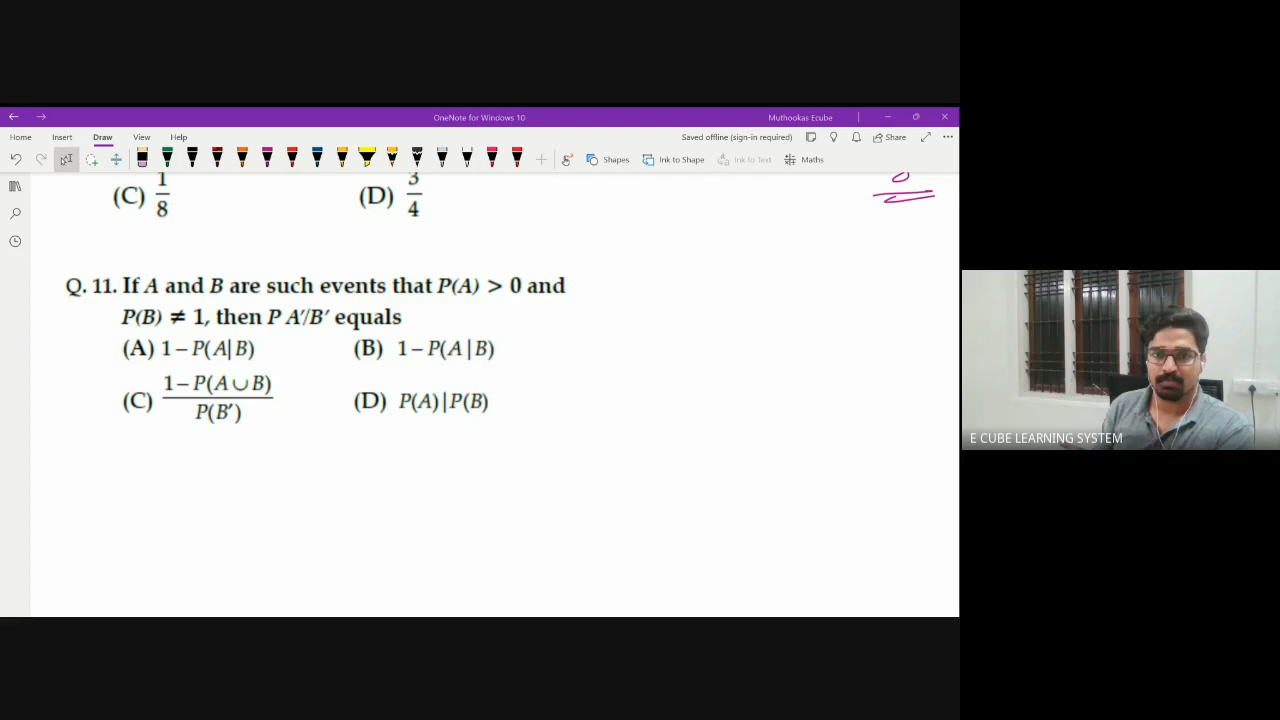 OneNote for Windows 10
Muthookas Ecube
Home Insert Draw View Help
Saved offline (sign-in required) Share
Shapes Ink to Shape Ink to Text Maths
(C) 1/8 (D) 3/4
Q. 11. If A and B are such events that P(A) > 0 and
P(B) ≠ 1, then P A′/B′ equals
(A) 1 – P(A|B) (B) 1 – P(A|B)
(C) 1 – P(A ∪ B) / P(B′) (D) P(A)|P(B)
E CUBE LEARNING SYSTEM